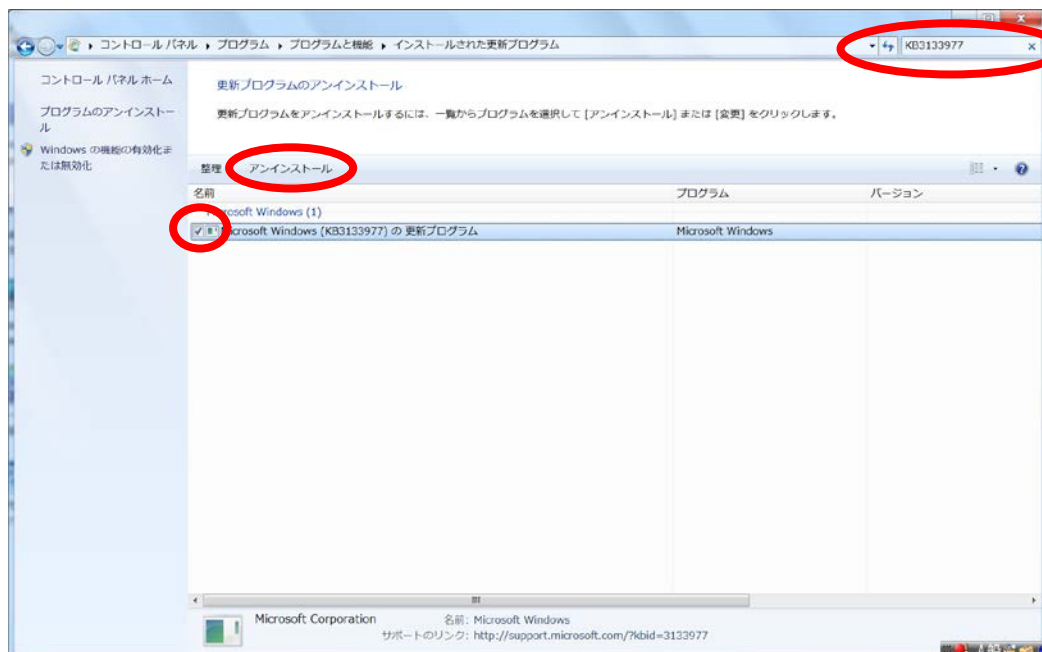 コントロール パネル ▸ プログラム ▸ プログラムと機能 ▸ インストールされた更新プログラム
KB3133977
コントロール パネル ホーム
プログラムのアンインストー
ル
Windows の機能の有効化ま
たは無効化
更新プログラムのアンインストール
更新プログラムをアンインストールするには、一覧からプログラムを選択して [アンインストール] または [変更] をクリックします。
整理 アンインストール
名前 プログラム バージョン
Microsoft Windows (1)
Microsoft Windows (KB3133977) の 更新プログラム Microsoft Windows
Microsoft Corporation 名前: Microsoft Windows
サポートのリンク: http://support.microsoft.com/?kbid=3133977